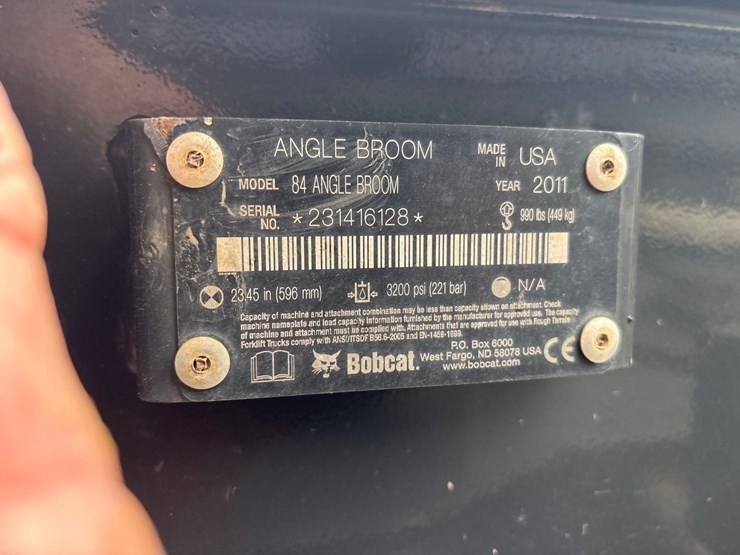 ANGLE BROOM MADE IN USA
MODEL 84 ANGLE BROOM YEAR 2011
SERIAL NO. *231416128* 990 lbs (449 kg)
23.45 in (596 mm) 3200 psi (221 bar) N/A
Capacity of machine and attachment combination may be less than capacity shown on attachment. Check
machine nameplate and load capacity information furnished by the manufacturer for approved use. The capacity
of machine and attachment must be complied with. Attachments that are approved for use with Rough Terrain
Forklift Trucks comply with ANSI/ITSDF B56.6-2005 and EN-1459-1998.
Bobcat.
P.O. Box 6000
West Fargo, ND 58078 USA
www.bobcat.com
CE